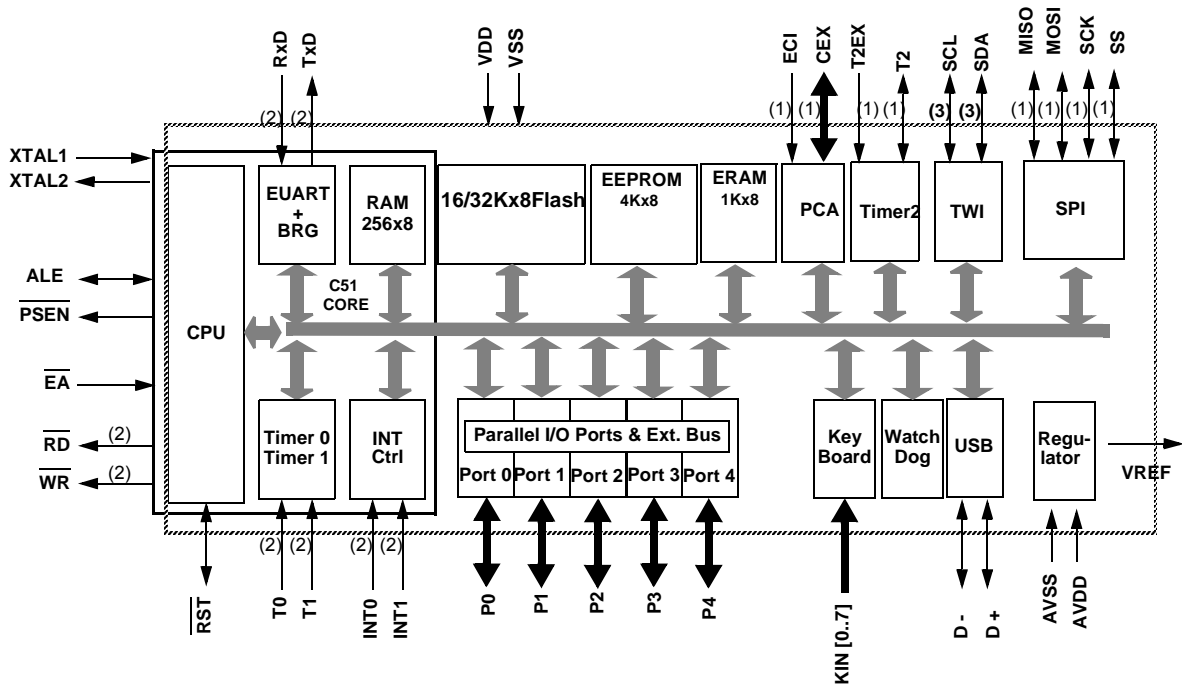 RxD
TxD
VDD
VSS
ECI
CEX
T2EX
T2
SCL
SDA
MISO
MOSI
SCK
SS
(2) (2)
(1) (1) (1) (1) (3) (3) (1) (1) (1) (1)
XTAL1
XTAL2
ALE
PSEN
EA
RD (2)
WR (2)
CPU
EUART
+
BRG
RAM
256x8
16/32Kx8Flash
EEPROM
4Kx8
ERAM
1Kx8
PCA
Timer2
TWI
SPI
C51
CORE
Timer 0
Timer 1
INT
Ctrl
Parallel I/O Ports & Ext. Bus
Port 0
Port 1
Port 2
Port 3
Port 4
Key
Board
Watch
Dog
USB
Regu-
lator
VREF
(2) (2) (2) (2)
RST
T0
T1
INT0
INT1
P0
P1
P2
P3
P4
KIN [0..7]
D -
D +
AVSS
AVDD